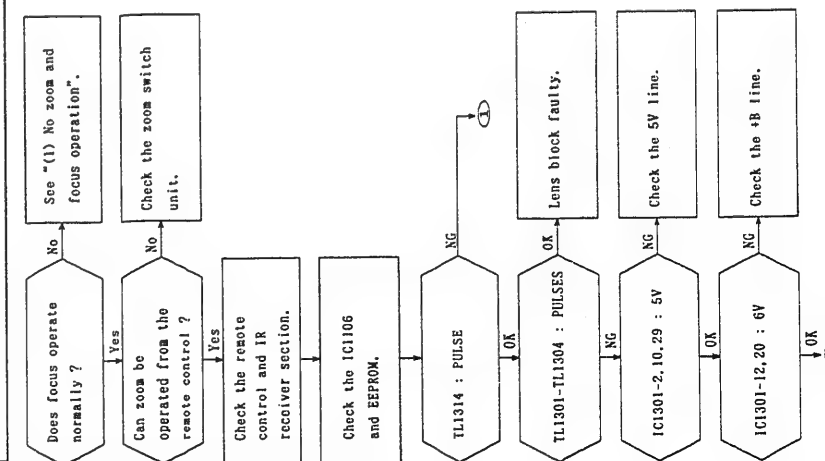 Does focus operate
normally ?
No
See "(1) No zoom and
focus operation".
Yes
Can zoom be
operated from the
remote control ?
No
Check the zoom switch
unit.
Yes
Check the remote
control and IR
receiver section.
Check the IC1106
and EEPROM.
TL1314 : PULSE
NG
1
OK
TL1301-TL1304 : PULSES
OK
Lens block faulty.
NG
IC1301-2,10,29 : 5V
NG
Check the 5V line.
OK
IC1301-12,20 : 6V
NG
Check the +B line.
OK